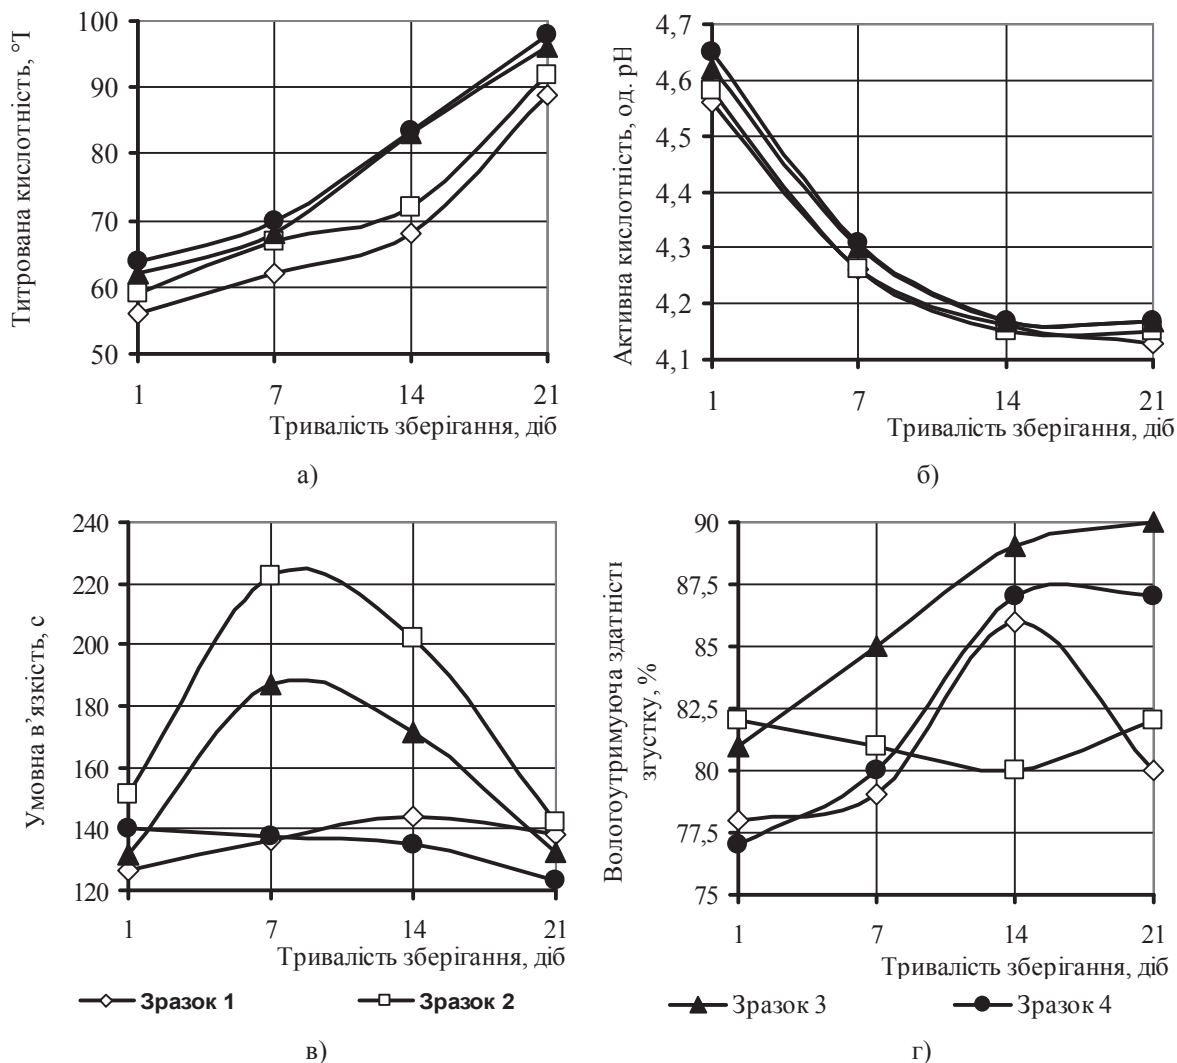 Титрована кислотність, °Т
100
90
80
70
60
50
1 7 14 21
Тривалість зберігання, діб
а)
Активна кислотність, од. рН
4,7
4,6
4,5
4,4
4,3
4,2
4,1
1 7 14 21
Тривалість зберігання, діб
б)
Умовна в’язкість, с
240
220
200
180
160
140
120
1 7 14 21
Тривалість зберігання, діб
Вологоутримуюча здатність
згустку, %
90
87,5
85
82,5
80
77,5
75
1 7 14 21
Тривалість зберігання, діб
Зразок 1 Зразок 2 Зразок 3 Зразок 4
в)
г)